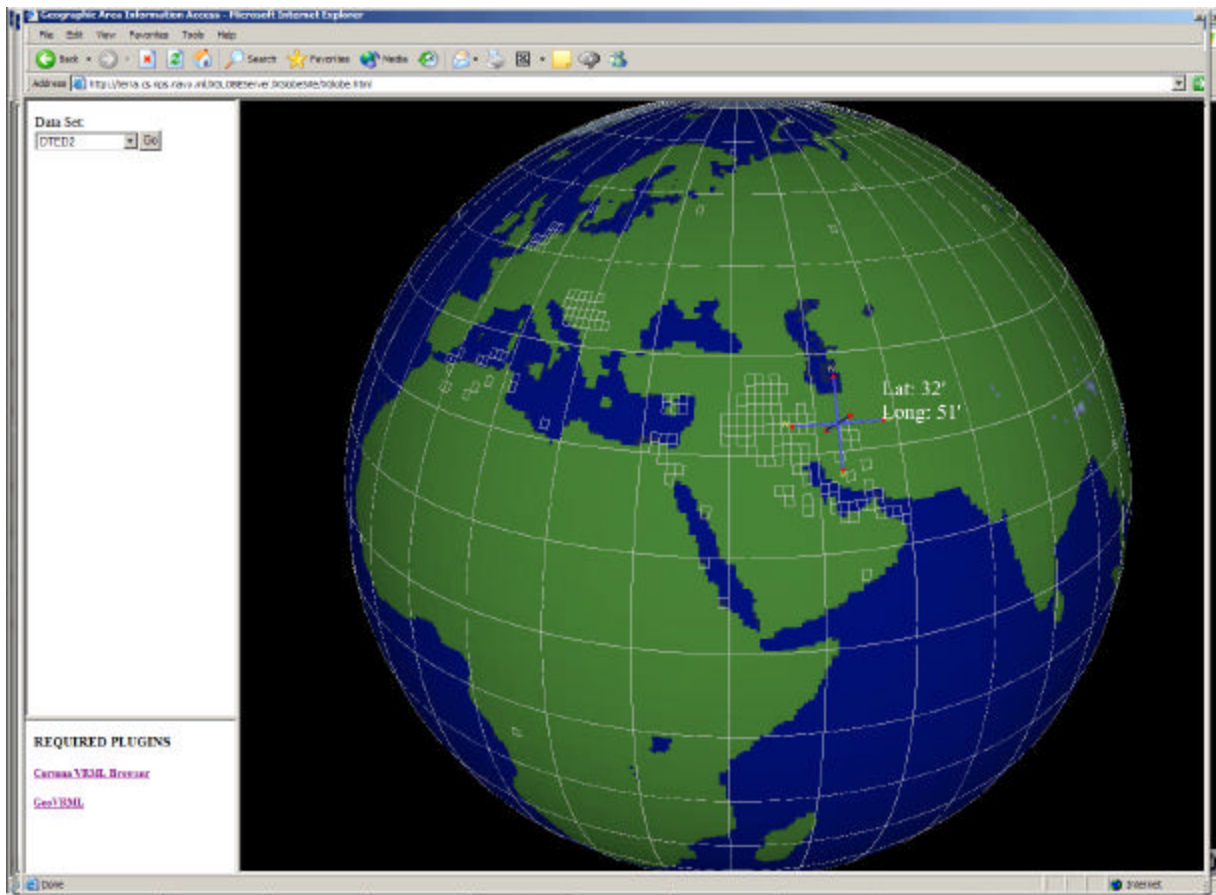 Geographic Area Information Access - Microsoft Internet Explorer
File Edit View Favorites Tools Help
Back Search Favorites Media
Address
Data Set:
DTED2 Go
Lat: 32'
Long: 51'
REQUIRED PLUGINS
Cortona VRML Browser
GeoVRML
Done Internet